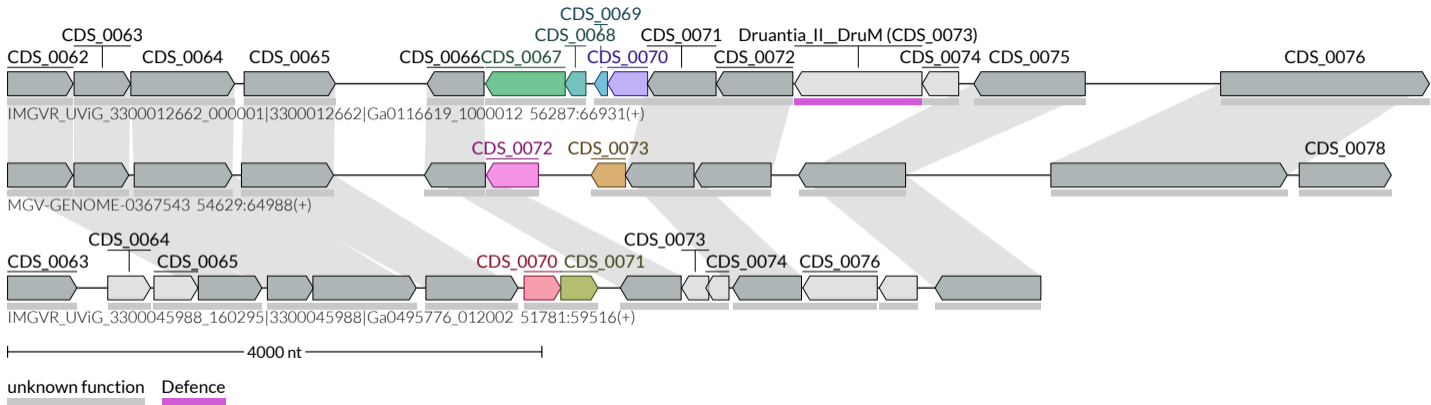 CDS_0069
CDS_0063 CDS_0068 CDS_0071 Druantia_II__DruM (CDS_0073)
CDS_0062 CDS_0064 CDS_0065 CDS_0066 CDS_0067 CDS_0070 CDS_0072 CDS_0074 CDS_0075 CDS_0076
IMGVR_UViG_3300012662_000001|3300012662|Ga0116619_1000012 56287:66931(+)
CDS_0072 CDS_0073 CDS_0078
MGV-GENOME-0367543 54629:64988(+)
CDS_0064 CDS_0073
CDS_0063 CDS_0065 CDS_0070 CDS_0071 CDS_0074 CDS_0076
IMGVR_UViG_3300045988_160295|3300045988|Ga0495776_012002 51781:59516(+)
4000 nt
unknown function Defence